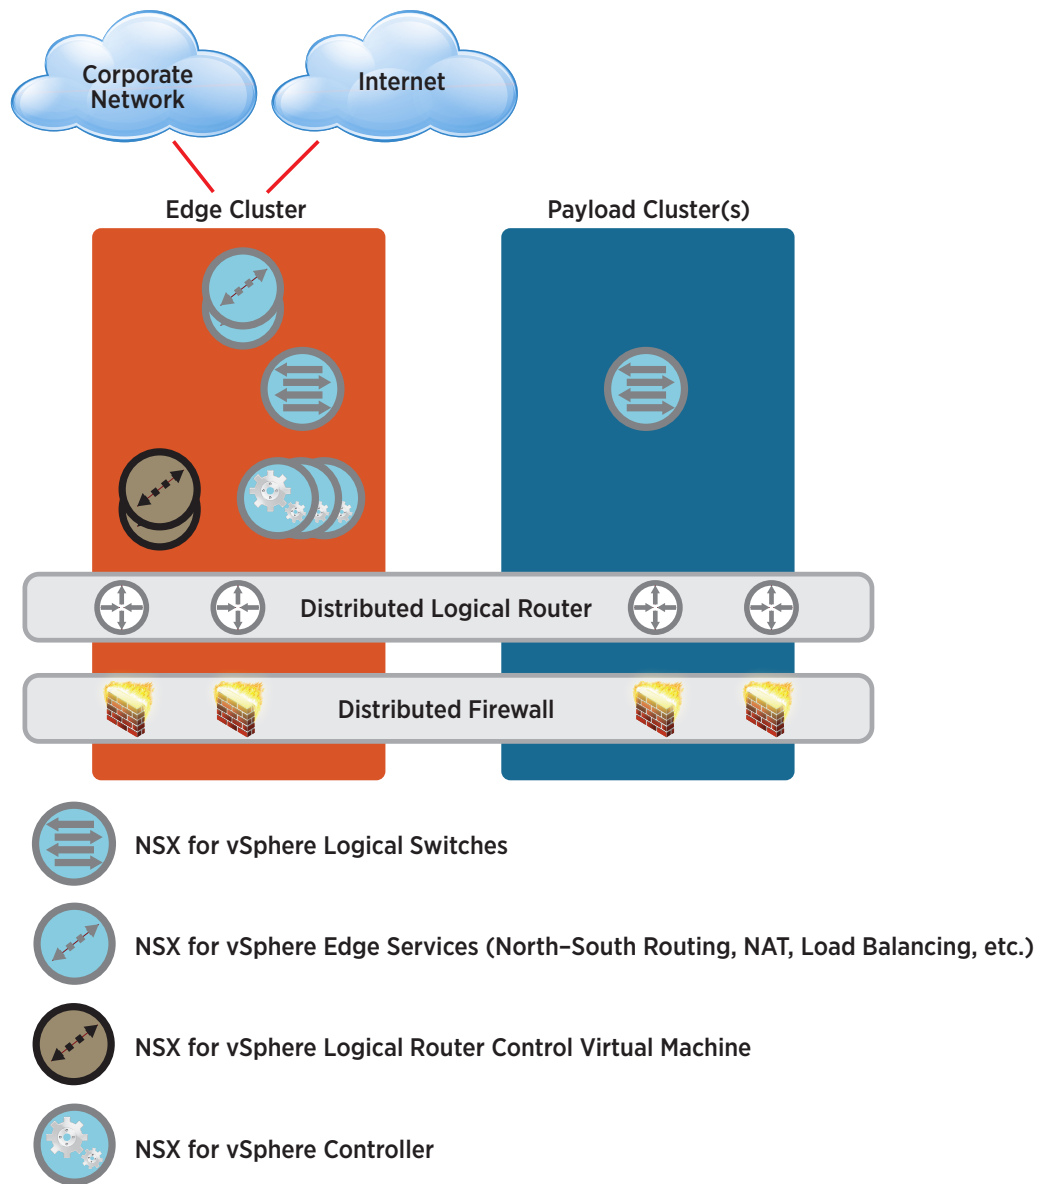 Corporate
Network
Internet
Edge Cluster
Payload Cluster(s)
Distributed Logical Router
Distributed Firewall
NSX for vSphere Logical Switches
NSX for vSphere Edge Services (North–South Routing, NAT, Load Balancing, etc.)
NSX for vSphere Logical Router Control Virtual Machine
NSX for vSphere Controller